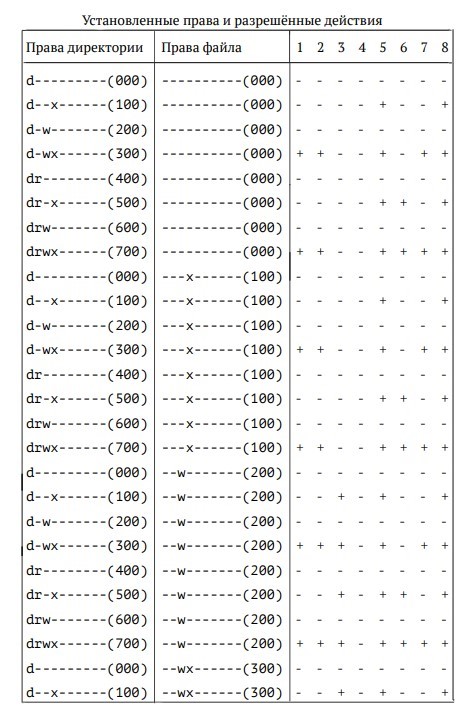 Установленные права и разрешённые действия
Права директории Права файла 1 2 3 4 5 6 7 8
d---------(000) ----------(000) - - - - - - - -
d--x------(100) ----------(000) - - - - + - - +
d-w-------(200) ----------(000) - - - - - - - -
d-wx------(300) ----------(000) + + - - + - + +
dr--------(400) ----------(000) - - - - - - - -
dr-x------(500) ----------(000) - - - - + + - +
drw-------(600) ----------(000) - - - - - - - -
drwx------(700) ----------(000) + + - - + + + +
d---------(000) ---x------(100) - - - - - - - -
d--x------(100) ---x------(100) - - - - + - - +
d-w-------(200) ---x------(100) - - - - - - - -
d-wx------(300) ---x------(100) + + - - + - + +
dr--------(400) ---x------(100) - - - - - - - -
dr-x------(500) ---x------(100) - - - - + + - +
drw-------(600) ---x------(100) - - - - - - - -
drwx------(700) ---x------(100) + + - - + + + +
d---------(000) --w-------(200) - - - - - - - -
d--x------(100) --w-------(200) - - + - + - - +
d-w-------(200) --w-------(200) - - - - - - - -
d-wx------(300) --w-------(200) + + + - + - + +
dr--------(400) --w-------(200) - - - - - - - -
dr-x------(500) --w-------(200) - - + - + + - +
drw-------(600) --w-------(200) - - - - - - - -
drwx------(700) --w-------(200) + + + - + + + +
d---------(000) --wx------(300) - - - - - - - -
d--x------(100) --wx------(300) - - + - + - - +